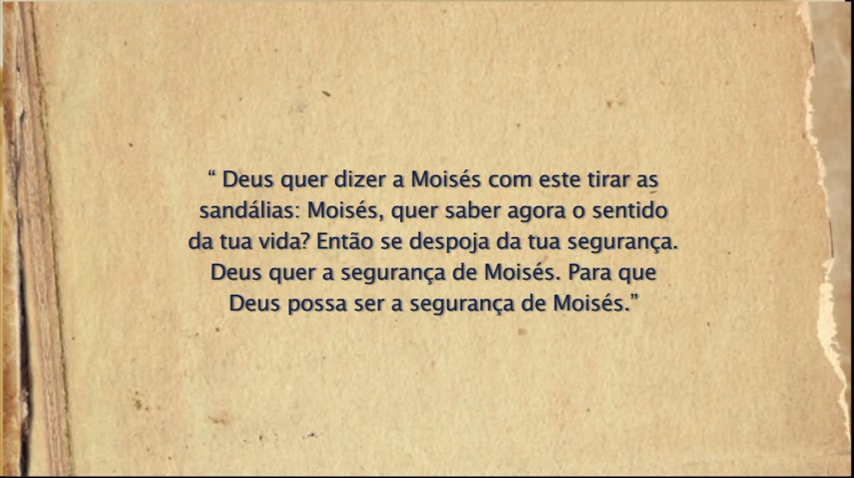 “ Deus quer dizer a Moisés com este tirar as
sandálias: Moisés, quer saber agora o sentido
da tua vida? Então se despoja da tua segurança.
Deus quer a segurança de Moisés. Para que
Deus possa ser a segurança de Moisés.”